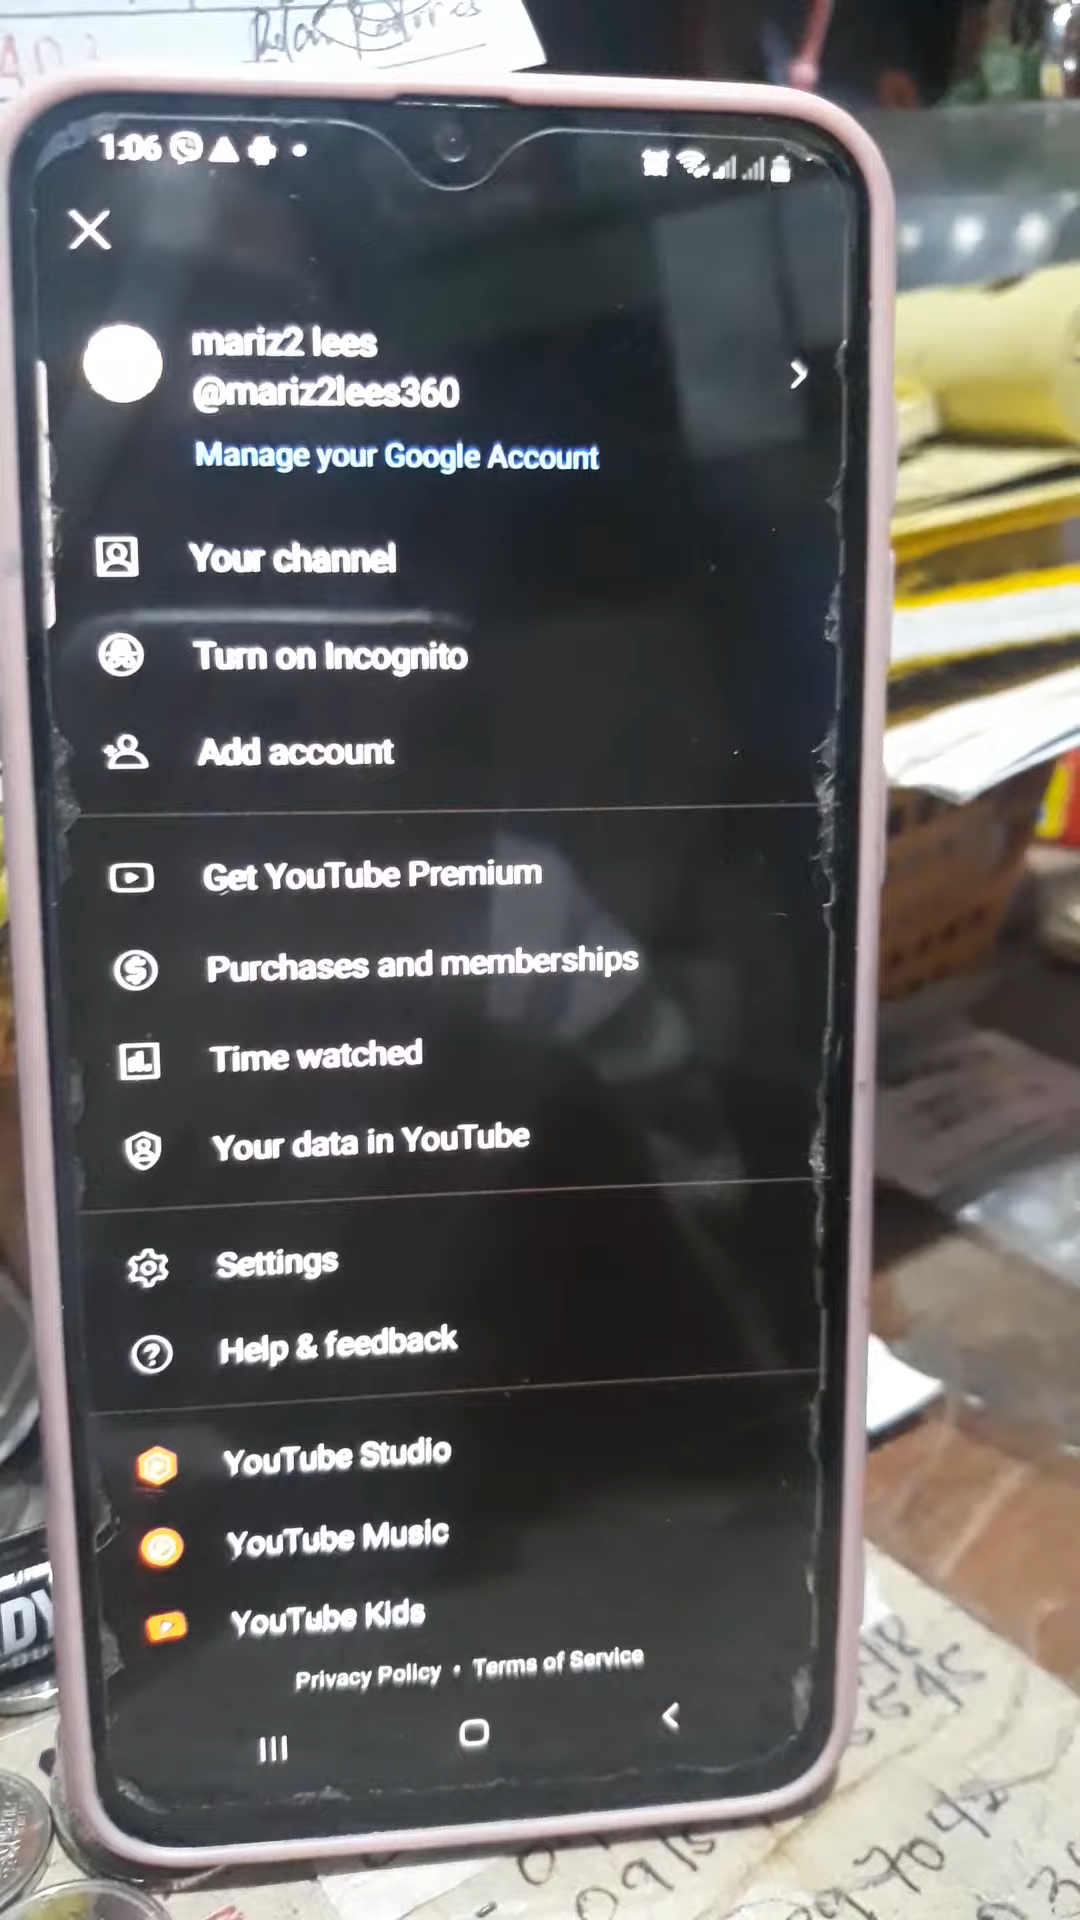 1:06
mariz2 lees
@mariz2lees360
Manage your Google Account
Your channel
Turn on Incognito
Add account
Get YouTube Premium
Purchases and memberships
Time watched
Your data in YouTube
Settings
Help & feedback
YouTube Studio
YouTube Music
YouTube Kids
Privacy Policy • Terms of Service
DY